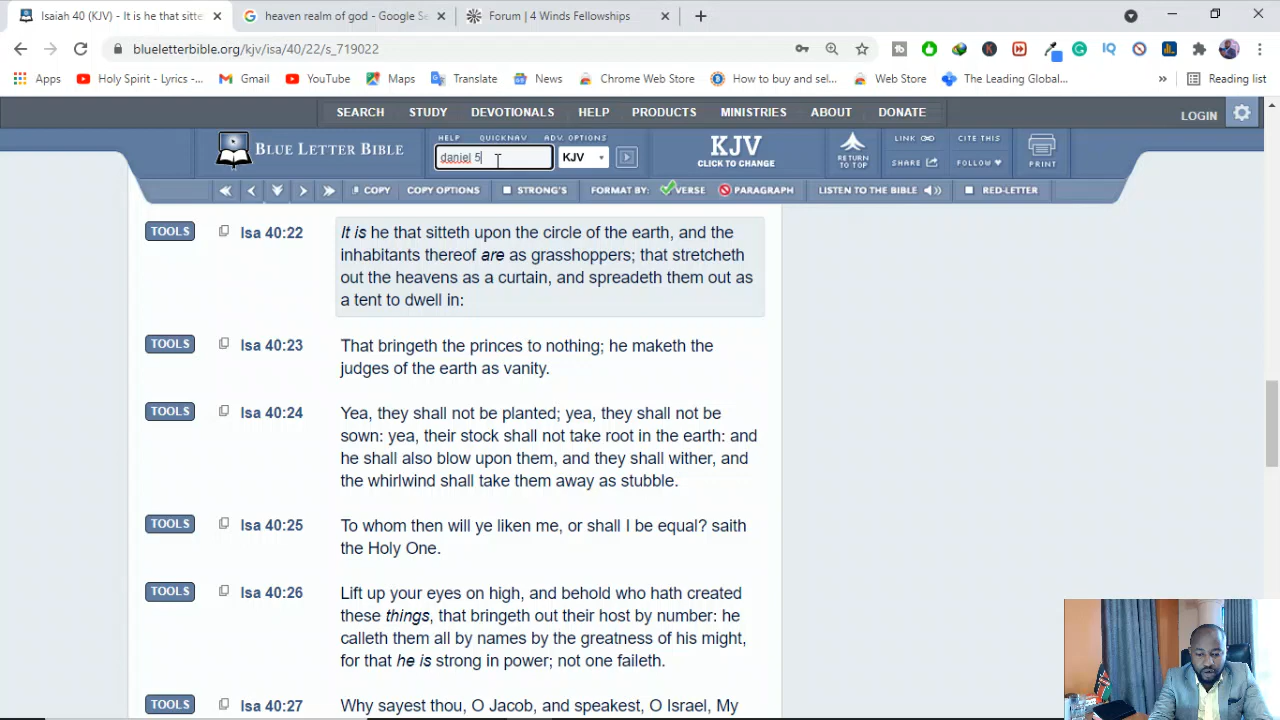 Isaiah 40 (KJV) - It is he that sitte
heaven realm of god - Google Se
Forum | 4 Winds Fellowships
blueletterbible.org/kjv/isa/40/22/s_719022
Apps
Holy Spirit - Lyrics -...
Gmail
YouTube
Maps
Translate
News
Chrome Web Store
How to buy and sel...
Web Store
The Leading Global...
»
Reading list
SEARCH
STUDY
DEVOTIONALS
HELP
PRODUCTS
MINISTRIES
ABOUT
DONATE
LOGIN
BLUE LETTER BIBLE
HELP
QUICKNAV
ADV. OPTIONS
daniel 5
KJV
KJV
CLICK TO CHANGE
RETURN
TO TOP
LINK
CITE THIS
SHARE
FOLLOW
PRINT
COPY
COPY OPTIONS
STRONG'S
FORMAT BY:
VERSE
PARAGRAPH
LISTEN TO THE BIBLE
RED-LETTER
TOOLS
Isa 40:22
It is he that sitteth upon the circle of the earth, and the
inhabitants thereof are as grasshoppers; that stretcheth
out the heavens as a curtain, and spreadeth them out as
a tent to dwell in:
TOOLS
Isa 40:23
That bringeth the princes to nothing; he maketh the
judges of the earth as vanity.
TOOLS
Isa 40:24
Yea, they shall not be planted; yea, they shall not be
sown: yea, their stock shall not take root in the earth: and
he shall also blow upon them, and they shall wither, and
the whirlwind shall take them away as stubble.
TOOLS
Isa 40:25
To whom then will ye liken me, or shall I be equal? saith
the Holy One.
TOOLS
Isa 40:26
Lift up your eyes on high, and behold who hath created
these things, that bringeth out their host by number: he
calleth them all by names by the greatness of his might,
for that he is strong in power; not one faileth.
TOOLS
Isa 40:27
Why sayest thou, O Jacob, and speakest, O Israel, My